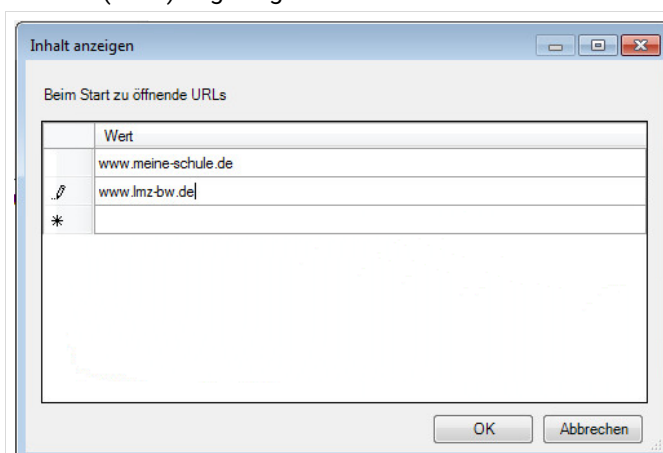 Inhalt anzeigen
Beim Start zu öffnende URLs
Wert
www.meine-schule.de
www.lmz-bw.de
OK
Abbrechen